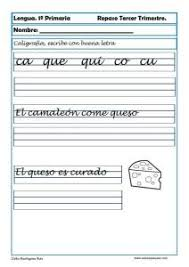 Lengua. 1º Primaria Repaso Tercer Trimestre.
Nombre:
Caligrafía, escribo con buena letra
ca que qui co cu
El camaleón come queso
El queso es curado